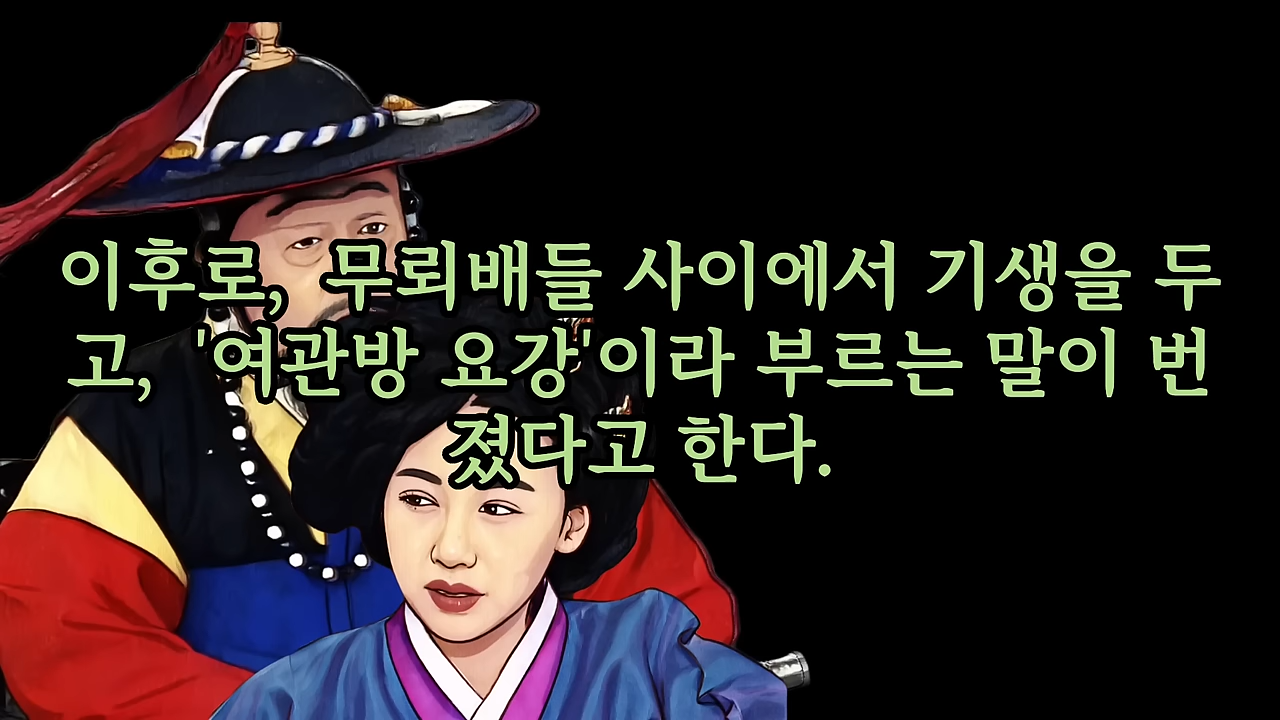 이후로, 무뢰배들 사이에서 기생을 두
고, '여관방 요강'이라 부르는 말이 번
졌다고 한다.